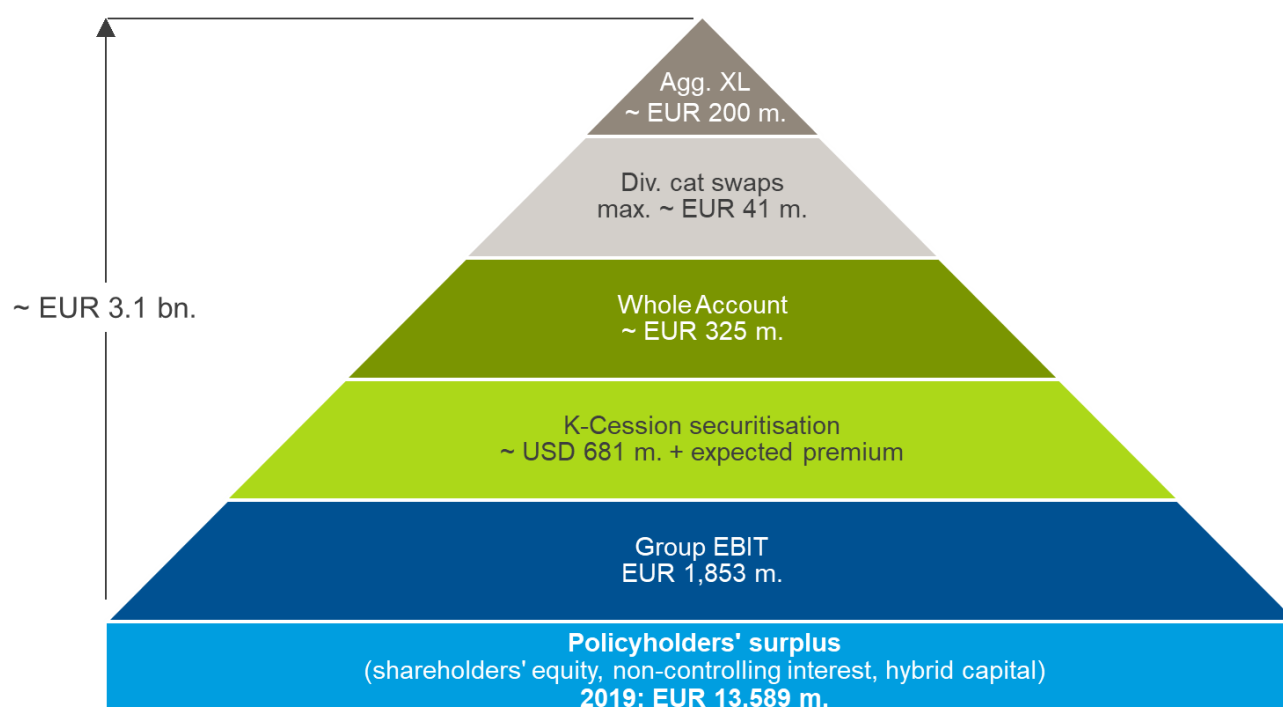 Agg. XL
~ EUR 200 m.
Div. cat swaps
max. ~ EUR 41 m.
~ EUR 3.1 bn.
Whole Account
~ EUR 325 m.
K-Cession securitisation
~ USD 681 m. + expected premium
Group EBIT
EUR 1,853 m.
Policyholders' surplus
(shareholders' equity, non-controlling interest, hybrid capital)
2019: EUR 13,589 m.